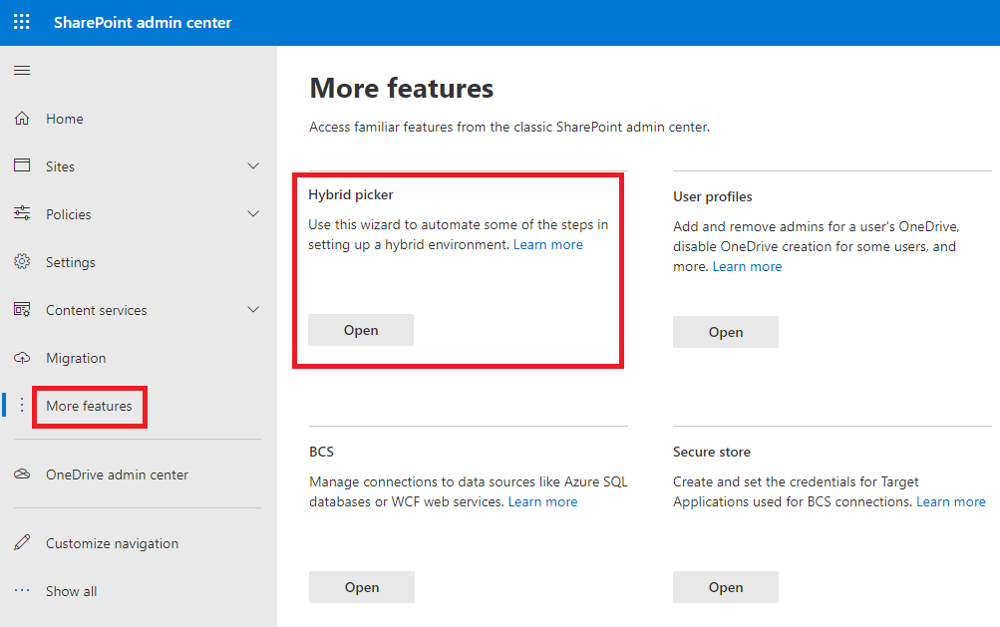 SharePoint admin center
Home
Sites
Policies
Settings
Content services
Migration
More features
OneDrive admin center
Customize navigation
Show all
More features
Access familiar features from the classic SharePoint admin center.
Hybrid picker
Use this wizard to automate some of the steps in
setting up a hybrid environment. Learn more
Open
User profiles
Add and remove admins for a user's OneDrive,
disable OneDrive creation for some users, and
more. Learn more
Open
BCS
Manage connections to data sources like Azure SQL
databases or WCF web services. Learn more
Open
Secure store
Create and set the credentials for Target
Applications used for BCS connections. Learn more
Open